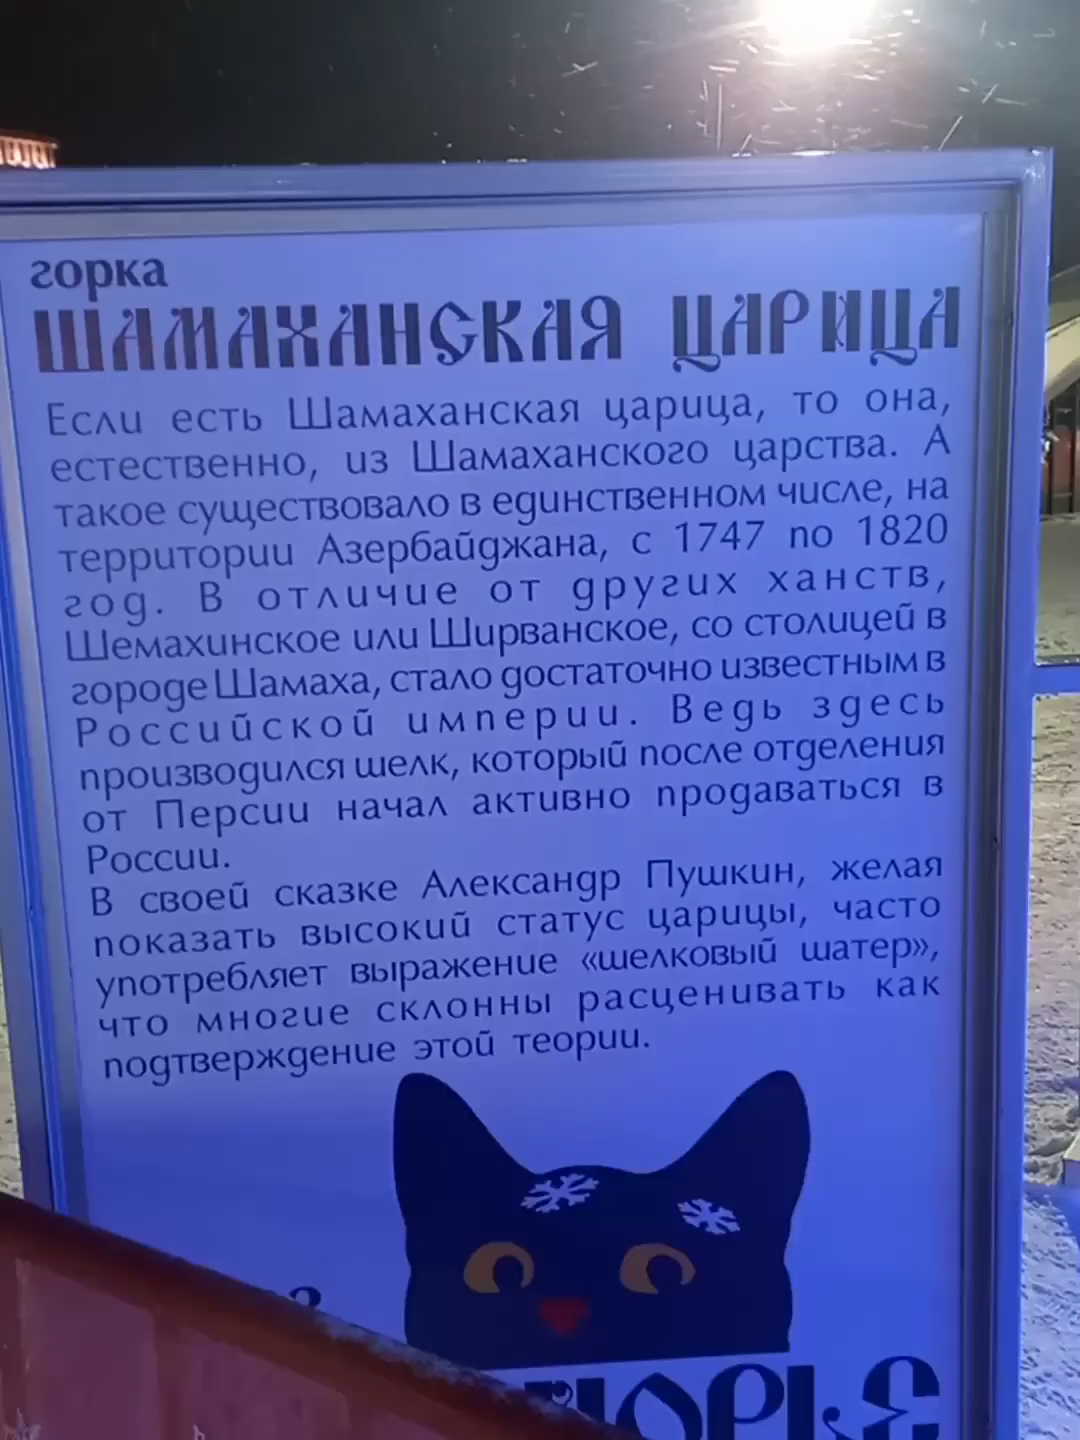 горка
ШАМАХАНСКАЯ ЦАРИЦА
Если есть Шамаханская царица, то она,
естественно, из Шамаханского царства. А
такое существовало в единственном числе, на
территории Азербайджана, с 1747 по 1820
год. В отличие от других ханств,
Шемахинское или Ширванское, со столицей в
городе Шамаха, стало достаточно известным в
Российской империи. Ведь здесь
производился шелк, который после отделения
от Персии начал активно продаваться в
России.
В своей сказке Александр Пушкин, желая
показать высокий статус царицы, часто
употребляет выражение «шелковый шатер»,
что многие склонны расценивать как
подтверждение этой теории.